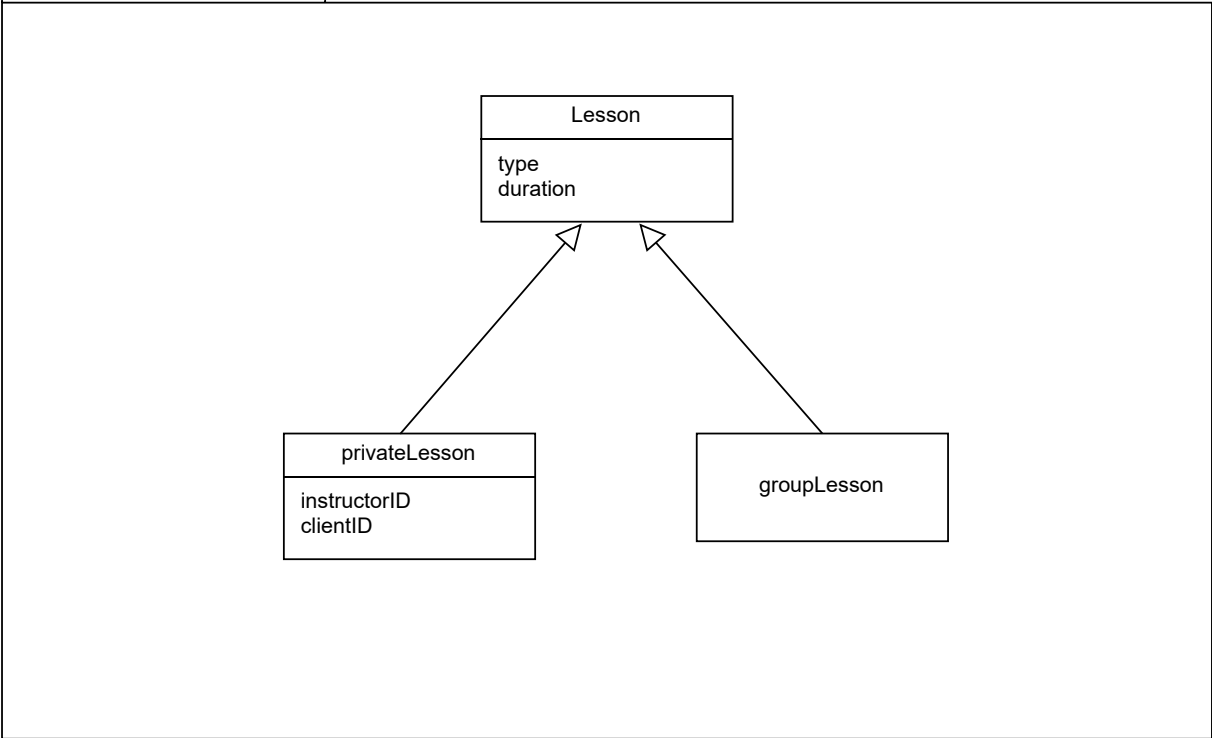 Lesson
type
duration
privateLesson
instructorID
clientID
groupLesson